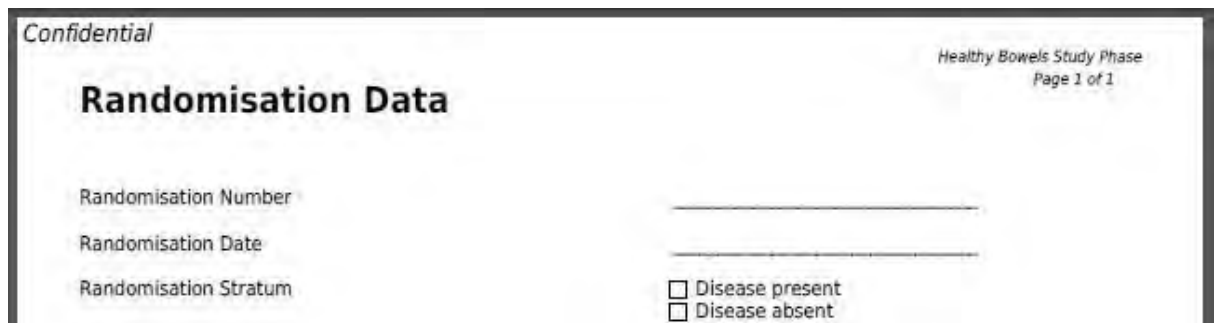 Confidential
Healthy Bowels Study Phase
Page 1 of 1
Randomisation Data
Randomisation Number
Randomisation Date
Randomisation Stratum
Disease present
Disease absent